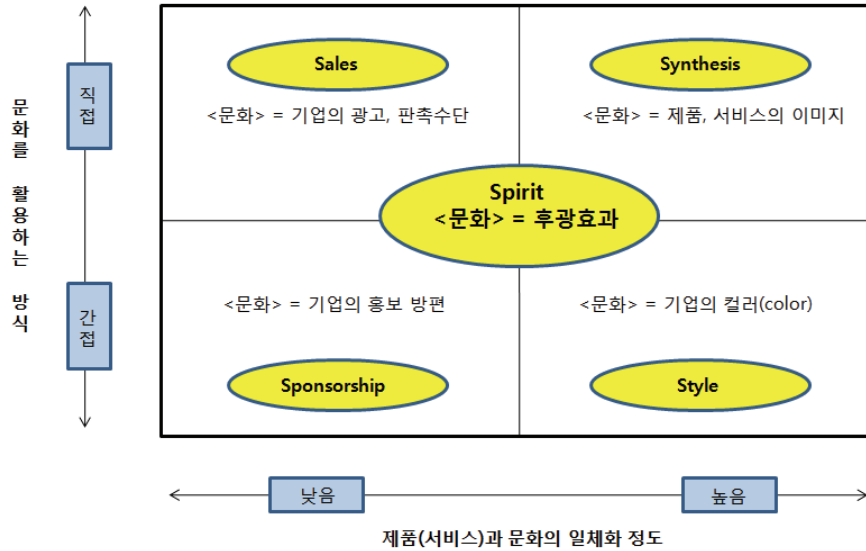 문화를 활용하는 방식
직접
간접
Sales
<문화> = 기업의 광고, 판촉수단
Synthesis
<문화> = 제품, 서비스의 이미지
Spirit
<문화> = 후광효과
<문화> = 기업의 홍보 방편
Sponsorship
<문화> = 기업의 컬러(color)
Style
낮음
높음
제품(서비스)과 문화의 일체화 정도